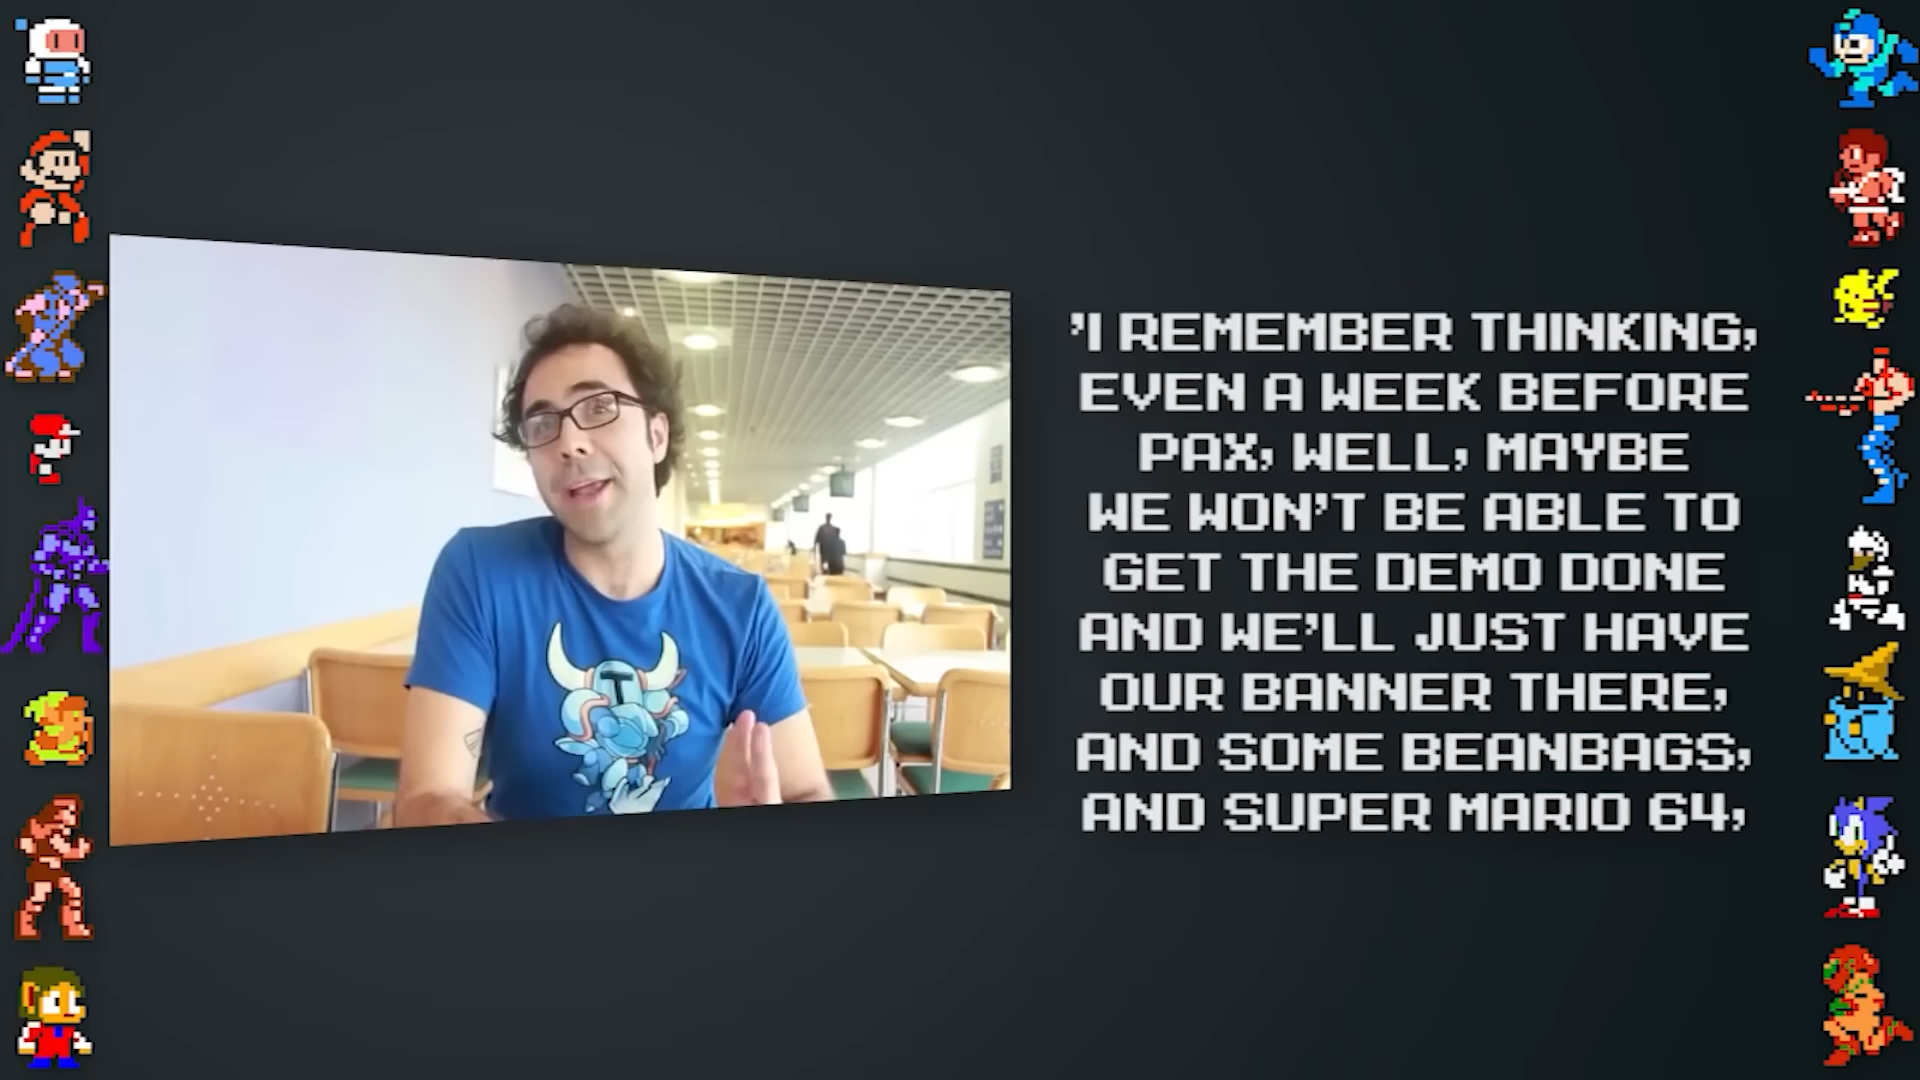 'I REMEMBER THINKING,
EVEN A WEEK BEFORE
PAX, WELL, MAYBE
WE WON'T BE ABLE TO
GET THE DEMO DONE
AND WE'LL JUST HAVE
OUR BANNER THERE,
AND SOME BEANBAGS,
AND SUPER MARIO 64,